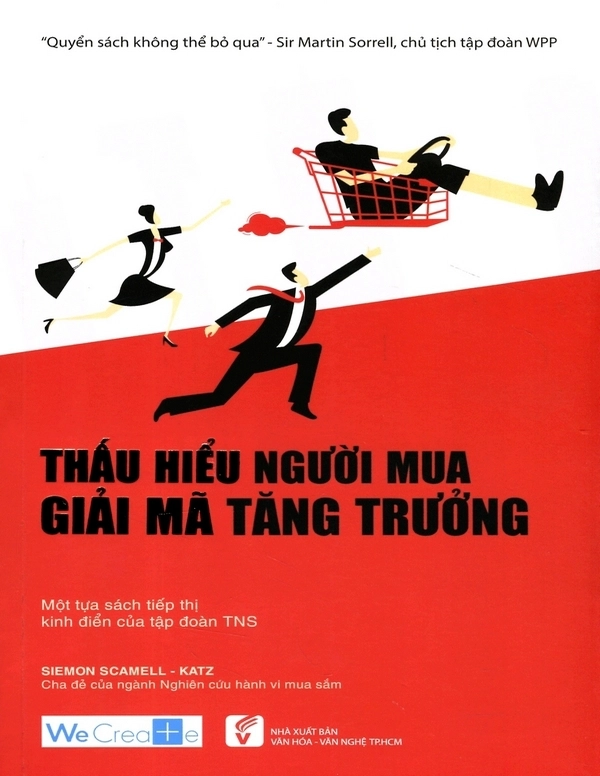 “Quyển sách không thể bỏ qua” - Sir Martin Sorrell, chủ tịch tập đoàn WPP
THẤU HIỂU NGƯỜI MUA
GIẢI MÃ TĂNG TRƯỞNG
Một tựa sách tiếp thị
kinh điển của tập đoàn TNS
SIEMON SCAMELL - KATZ
Cha đẻ của ngành Nghiên cứu hành vi mua sắm
We Create
NHÀ XUẤT BẢN
VĂN HÓA - VĂN NGHỆ TP.HCM